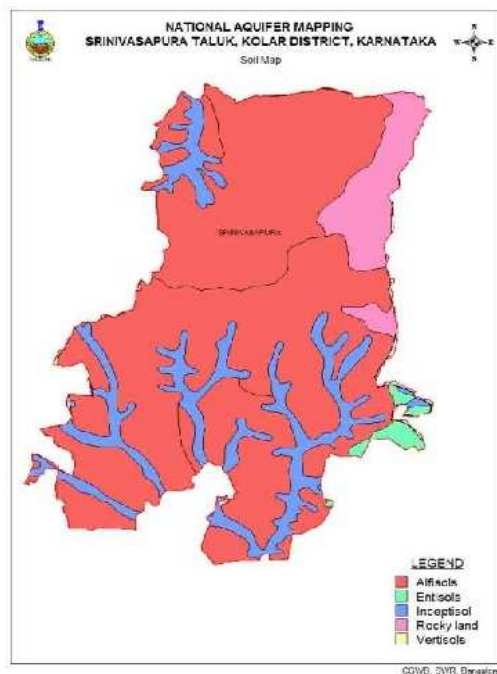 NATIONAL AQUIFER MAPPING
SRINIVASAPURA TALUK, KOLAR DISTRICT, KARNATAKA
Soil Map
N
W E
S
SRINIVASAPURA
LEGEND
Alfisols
Entisols
Inceptisol
Rocky land
Vertisols
CGWB, SWR, Bangalore